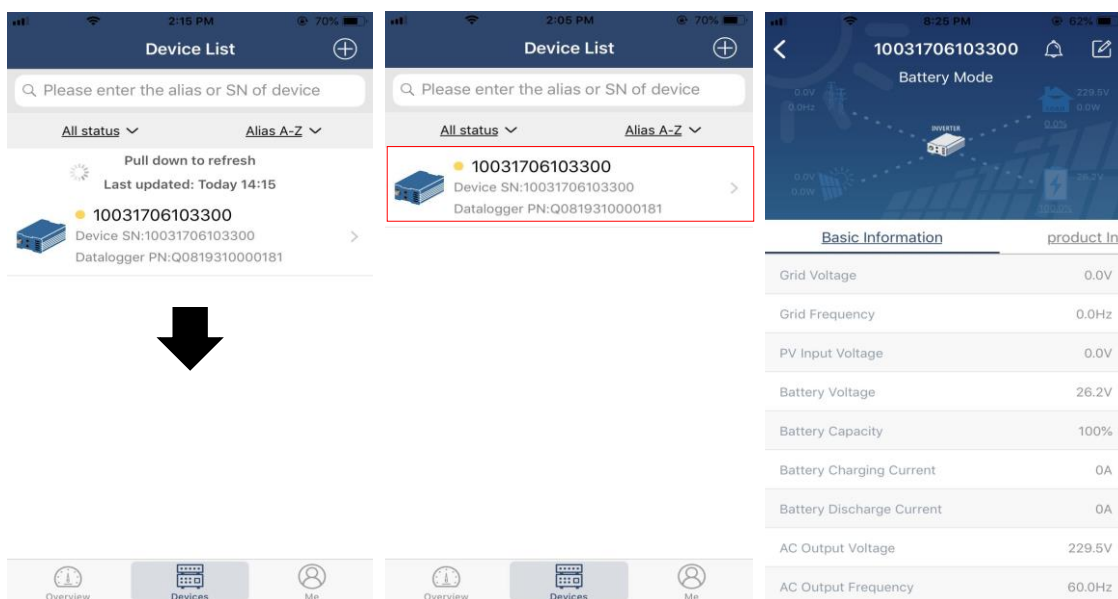 2:15 PM
70%
Device List
Please enter the alias or SN of device
All status
Alias A-Z
Pull down to refresh
Last updated: Today 14:15
10031706103300
Device SN:10031706103300
Datalogger PN:Q0819310000181
Overview
Devices
Me
2:05 PM
70%
Device List
Please enter the alias or SN of device
All status
Alias A-Z
10031706103300
Device SN:10031706103300
Datalogger PN:Q0819310000181
Overview
Devices
Me
8:25 PM
62%
10031706103300
Battery Mode
0.0V
0.0Hz
229.5V
0.0W
0.0%
INVERTER
0.0V
0.0W
26.2V
Basic Information
product In
Grid Voltage 0.0V
Grid Frequency 0.0Hz
PV Input Voltage 0.0V
Battery Voltage 26.2V
Battery Capacity 100%
Battery Charging Current 0A
Battery Discharge Current 0A
AC Output Voltage 229.5V
AC Output Frequency 60.0Hz